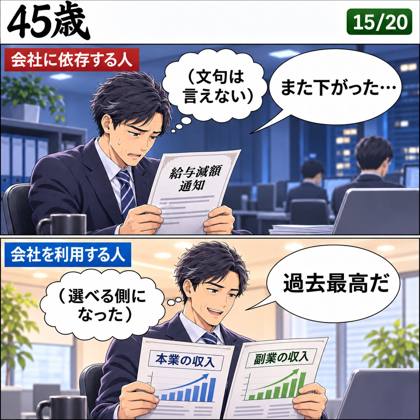 45歳
15/20
会社に依存する人
（文句は
言えない）
また下がった…
給与減額
通知
会社を利用する人
（選べる側に
なった）
過去最高だ
本業の収入
副業の収入